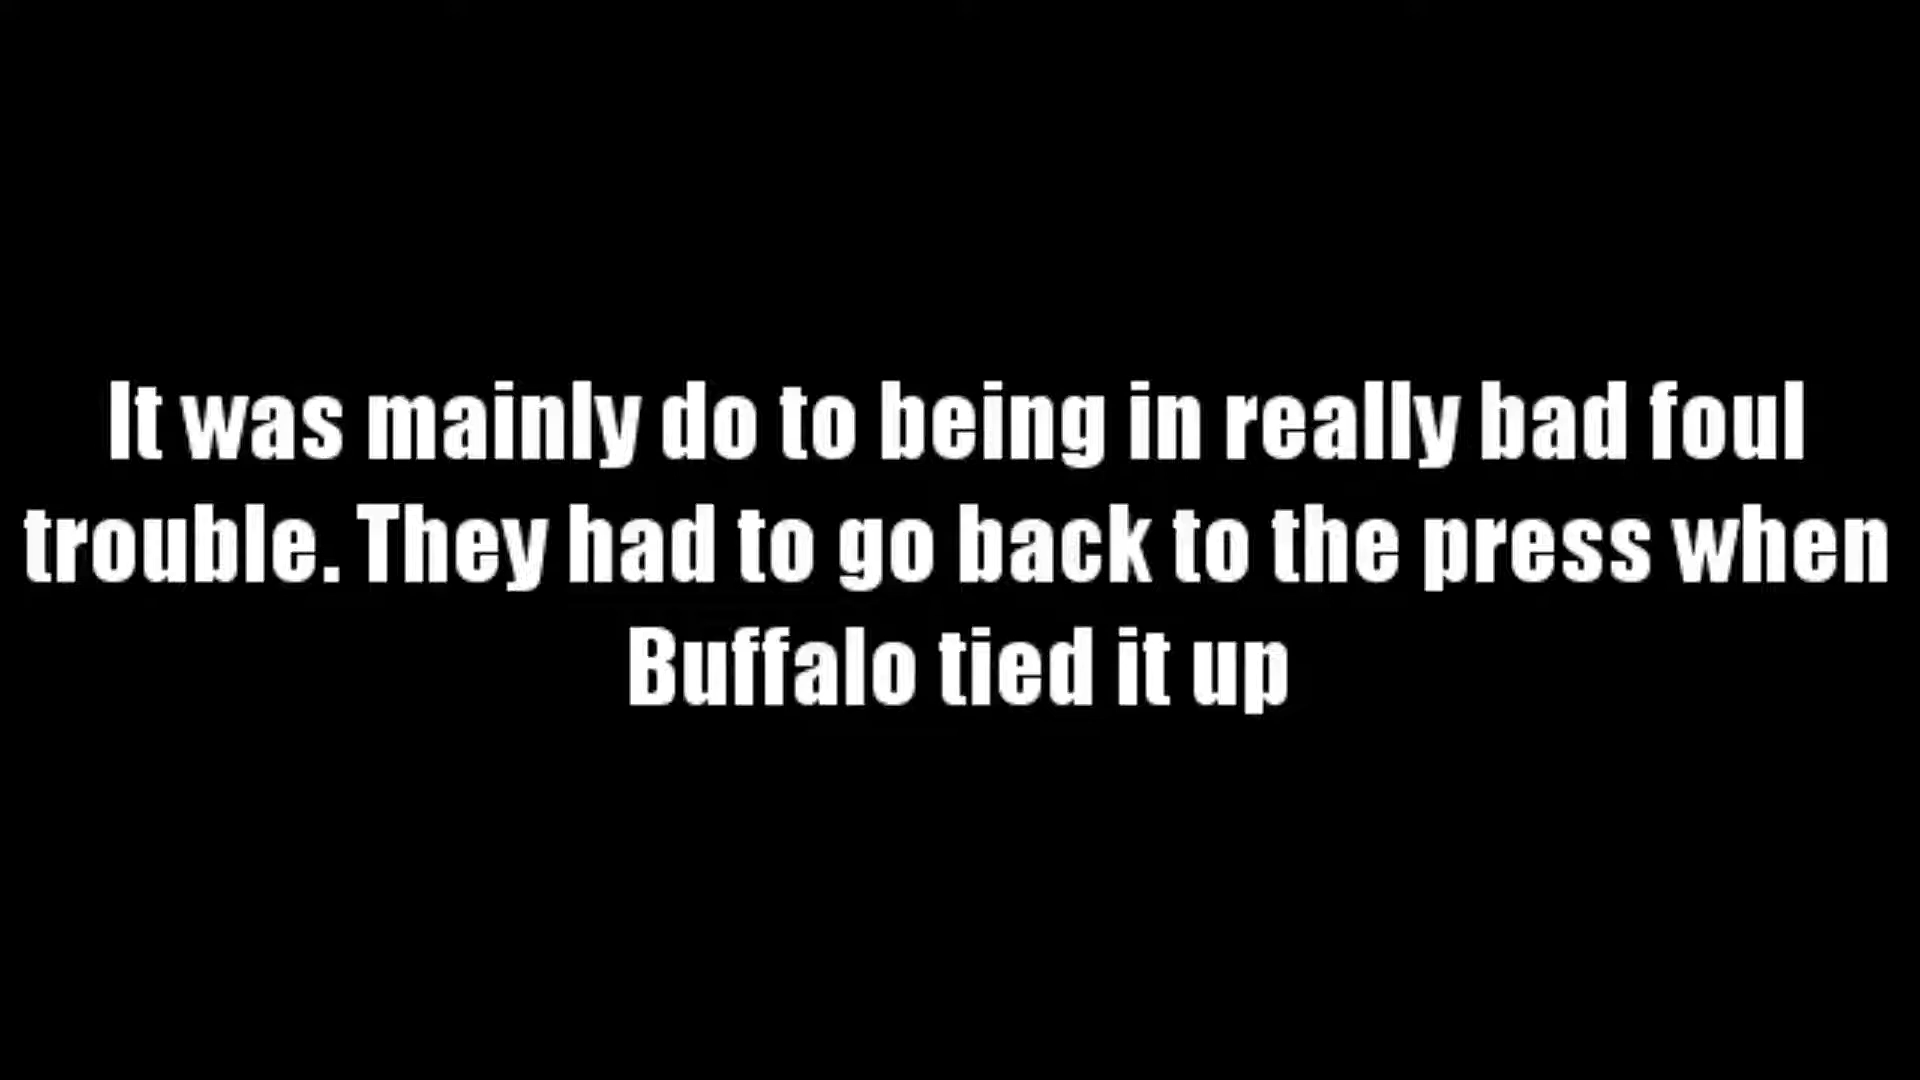 It was mainly do to being in really bad foul
trouble. They had to go back to the press when
Buffalo tied it up